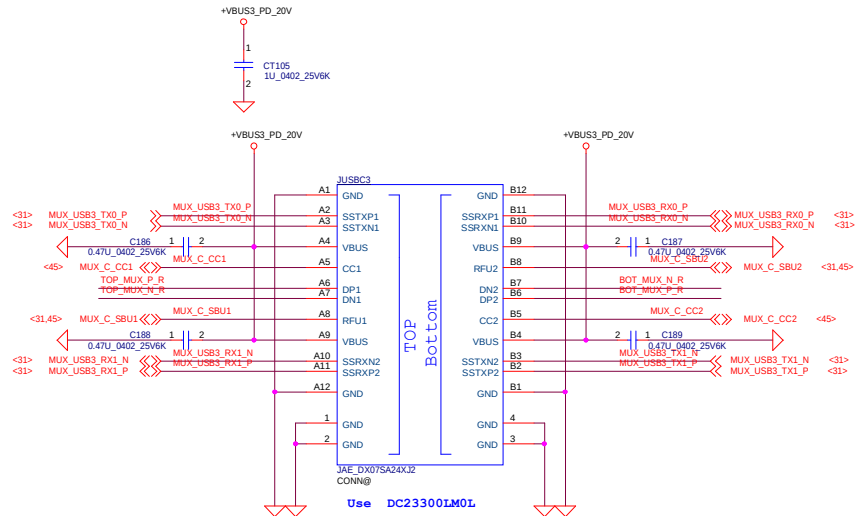 +VBUS3_PD_20V
1
CT105
1U_0402_25V6K
2
+VBUS3_PD_20V
+VBUS3_PD_20V
JUSBC3
A1 GND GND B12
<31> MUX_USB3_TX0_P MUX_USB3_TX0_P A2 SSTXP1 SSRXP1 B11 MUX_USB3_RX0_P MUX_USB3_RX0_P <31>
<31> MUX_USB3_TX0_N MUX_USB3_TX0_N A3 SSTXN1 SSRXN1 B10 MUX_USB3_RX0_N MUX_USB3_RX0_N <31>
C186 1 2 A4 VBUS VBUS B9 2 1 C187
0.47U_0402_25V6K 0.47U_0402_25V6K
<45> MUX_C_CC1 MUX_C_CC1 A5 CC1 RFU2 B8 MUX_C_SBU2 MUX_C_SBU2 <31,45>
TOP_MUX_P_R A6 DP1 DN2 B7 BOT_MUX_N_R
TOP_MUX_N_R A7 DN1 DP2 B6 BOT_MUX_P_R
<31,45> MUX_C_SBU1 MUX_C_SBU1 A8 RFU1 CC2 B5 MUX_C_CC2 MUX_C_CC2 <45>
C188 1 2 A9 VBUS VBUS B4 2 1 C189
0.47U_0402_25V6K 0.47U_0402_25V6K
<31> MUX_USB3_RX1_N MUX_USB3_RX1_N A10 SSRXN2 SSTXN2 B3 MUX_USB3_TX1_N MUX_USB3_TX1_N <31>
<31> MUX_USB3_RX1_P MUX_USB3_RX1_P A11 SSRXP2 SSTXP2 B2 MUX_USB3_TX1_P MUX_USB3_TX1_P <31>
A12 GND GND B1
1 GND GND 4
2 GND GND 3
TOP
Bottom
JAE_DX07SA24XJ2
CONN@
Use DC23300LM0L